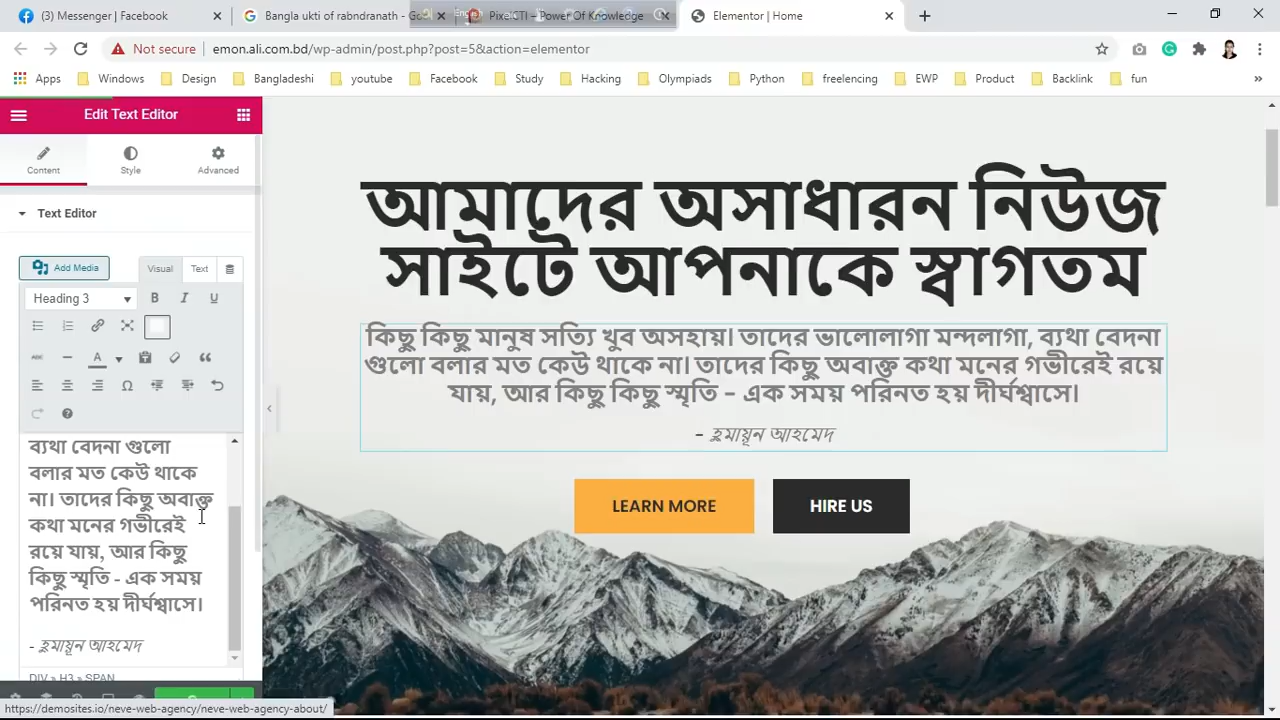 (3) Messenger | Facebook
Bangla ukti of rabndranath - Go
English
Pixe CTI – Power Of Knowledge
Elementor | Home
Not secure
emon.ali.com.bd/wp-admin/post.php?post=5&action=elementor
Apps Windows Design Bangladeshi youtube Facebook Study Hacking Olympiads Python freelencing EWP Product Backlink fun »
Edit Text Editor
Content Style Advanced
Text Editor
Add Media Visual Text
Heading 3 B I U
ABC A Ω
ব্যথা বেদনা গুলো
বলার মত কেউ থাকে
না। তাদের কিছু অবাক্ত
কথা মনের গভীরেই
রয়ে যায়, আর কিছু
কিছু স্মৃতি - এক সময়
পরিনত হয় দীর্ঘশ্বাসে।
- হূমায়ূন আহমেদ
DIV » H3 » SPAN
আমাদের অসাধারন নিউজ
সাইটে আপনাকে স্বাগতম
কিছু কিছু মানুষ সত্যি খুব অসহায়। তাদের ভালোলাগা মন্দলাগা, ব্যথা বেদনা
গুলো বলার মত কেউ থাকে না। তাদের কিছু অবাক্ত কথা মনের গভীরেই রয়ে
যায়, আর কিছু কিছু স্মৃতি – এক সময় পরিনত হয় দীর্ঘশ্বাসে।
– হূমায়ূন আহমেদ
LEARN MORE HIRE US
https://demosites.io/neve-web-agency/neve-web-agency-about/